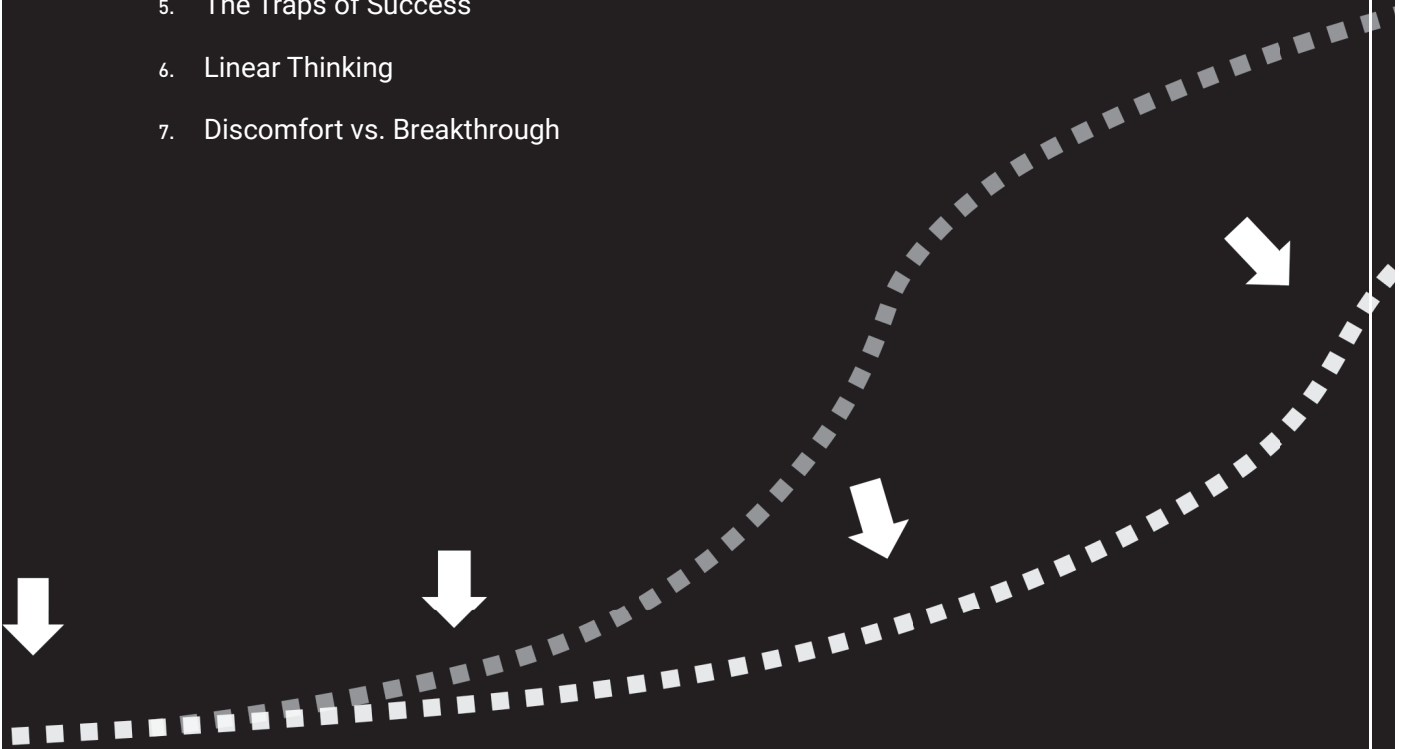 5. The Traps of Success
6. Linear Thinking
7. Discomfort vs. Breakthrough